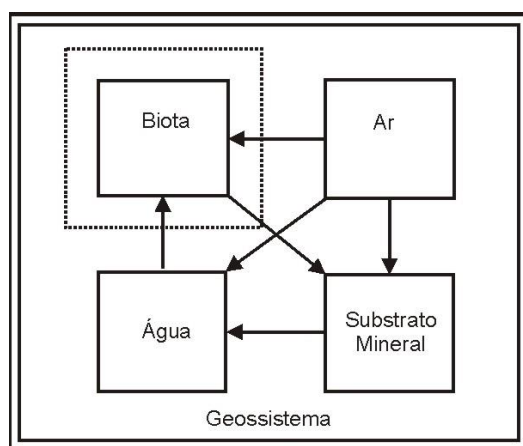 Biota
Ar
Água
Substrato
Mineral
Geossistema